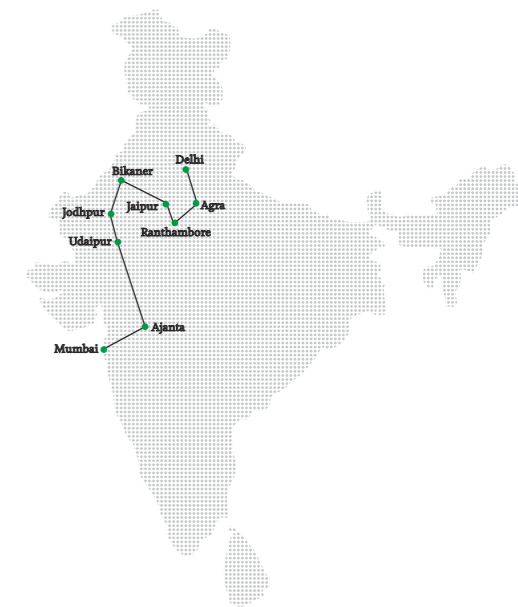 Delhi
Bikaner
Jaipur
Agra
Jodhpur
Ranthambore
Udaipur
Ajanta
Mumbai